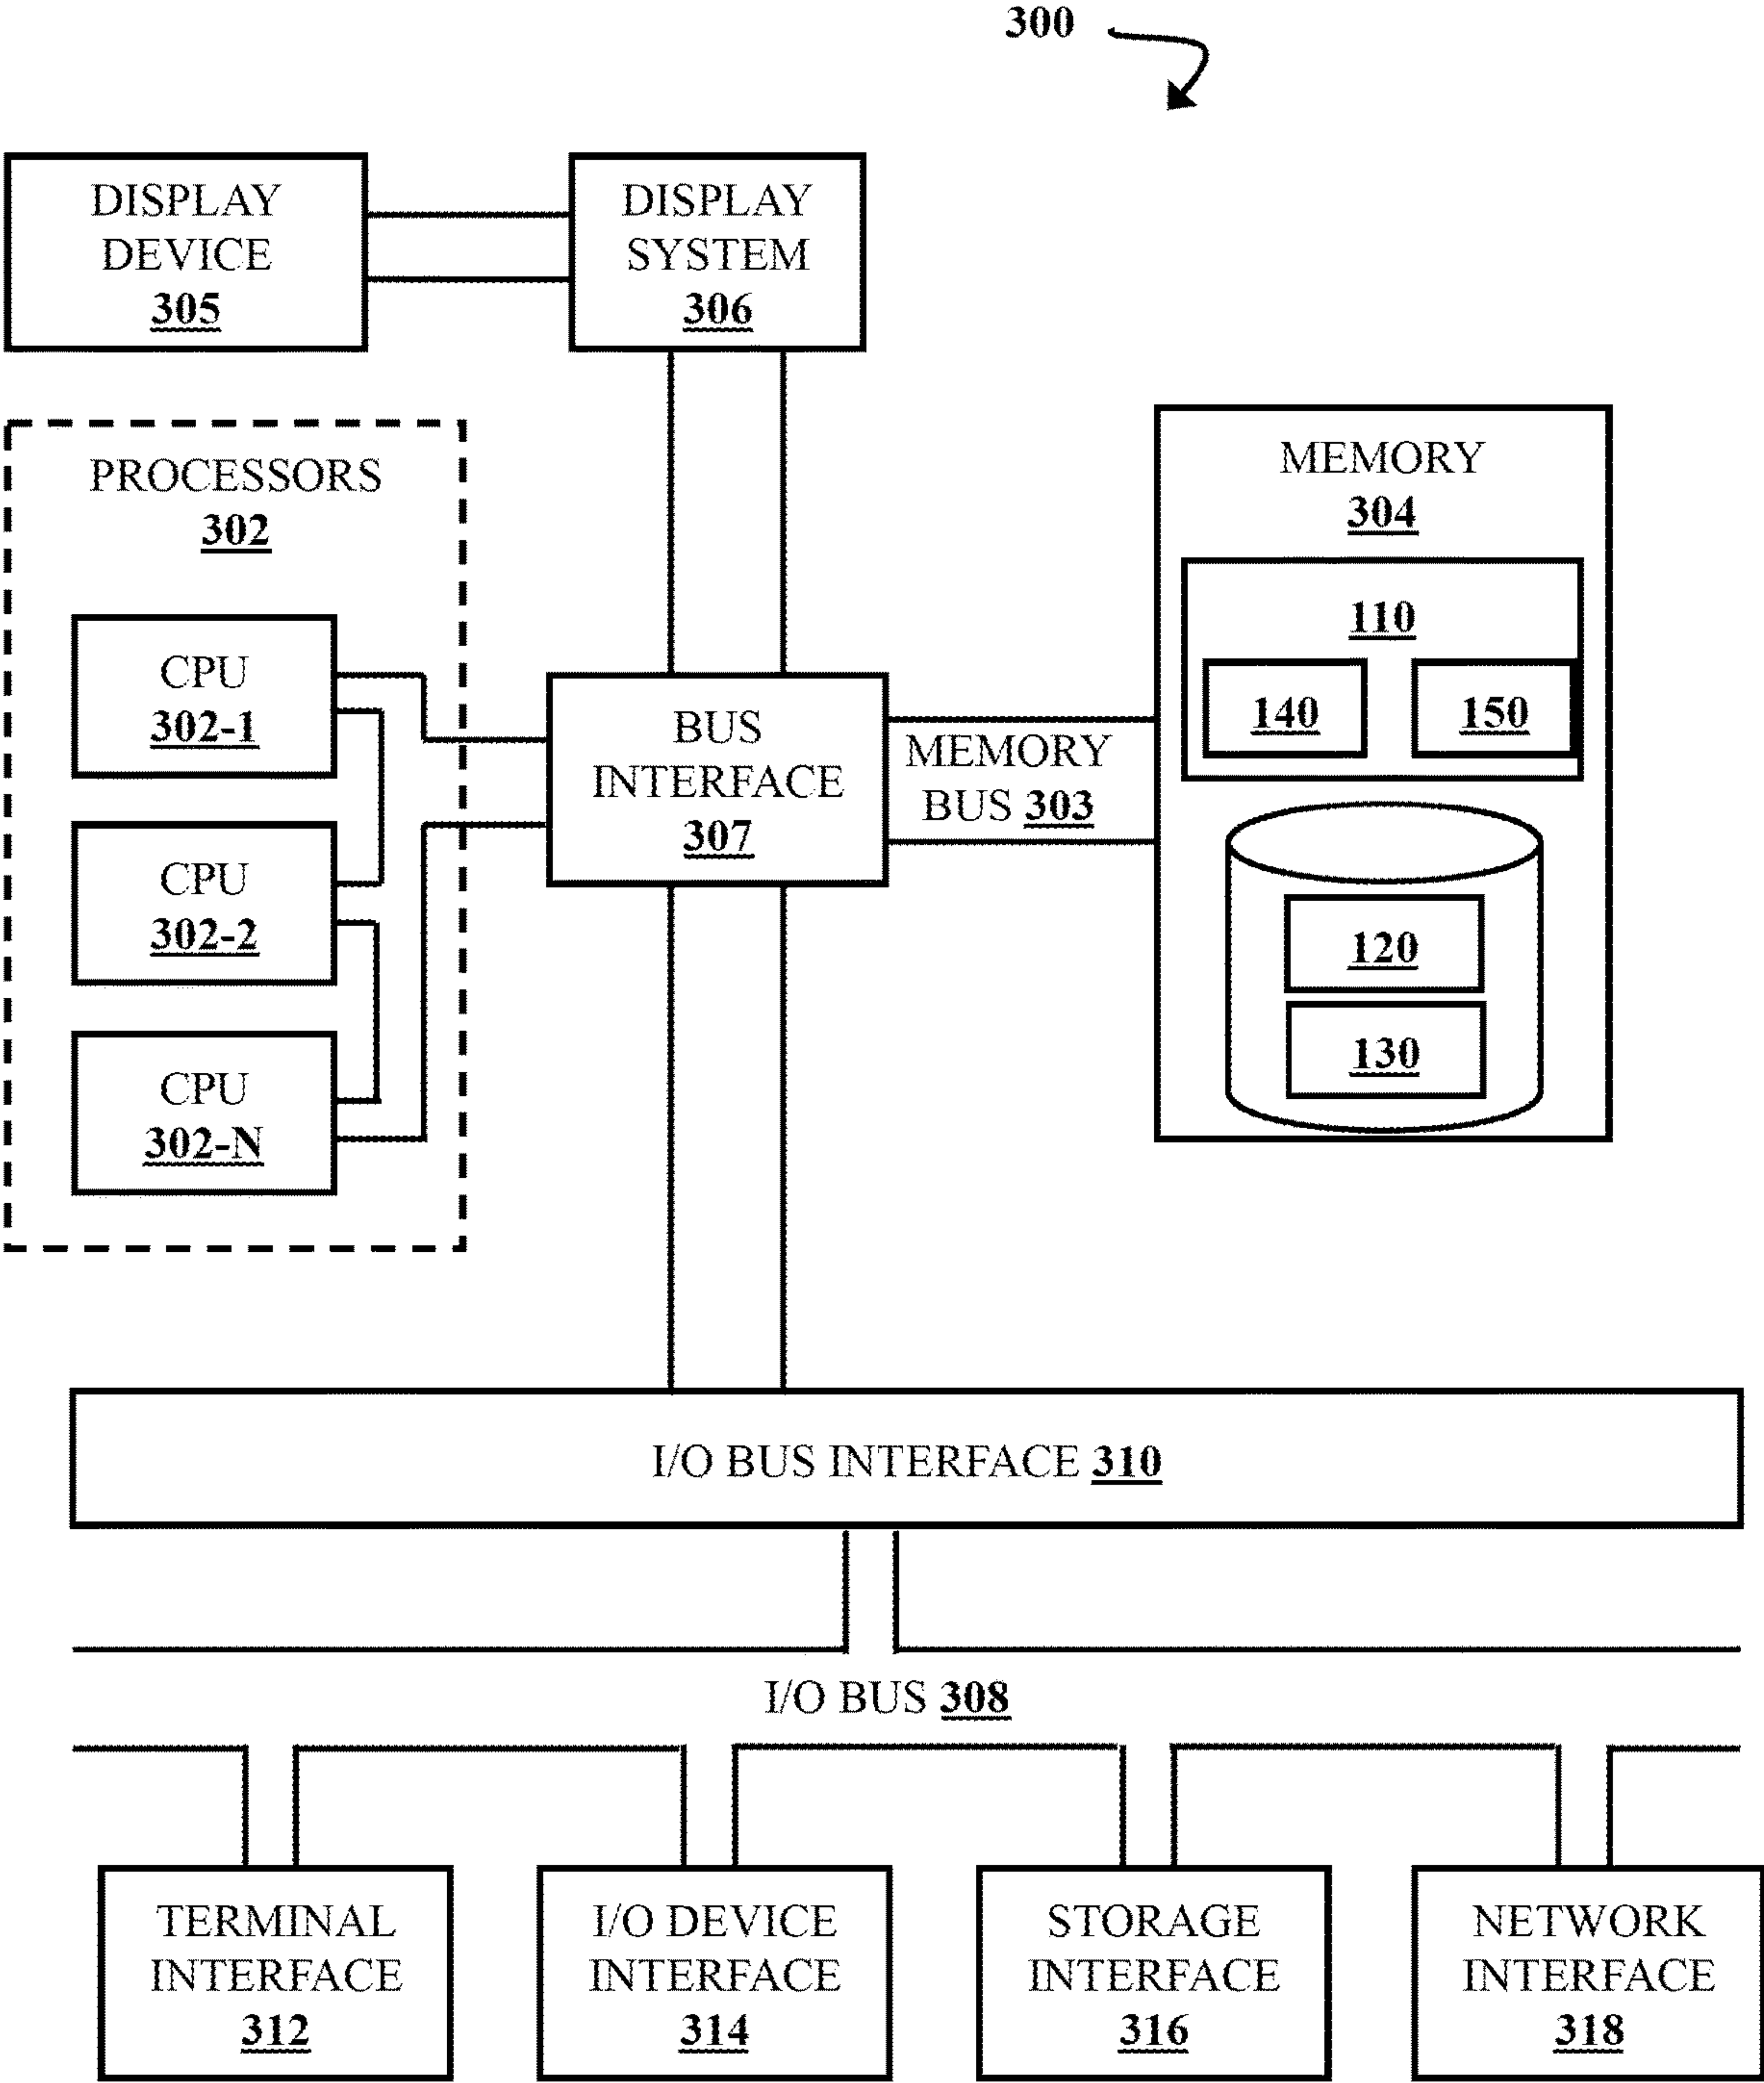 300
DISPLAY
DEVICE
305
DISPLAY
SYSTEM
306
PROCESSORS
302
CPU
302-1
CPU
302-2
CPU
302-N
BUS
INTERFACE
307
MEMORY
BUS 303
MEMORY
304
110
140
150
120
130
I/O BUS INTERFACE 310
I/O BUS 308
TERMINAL
INTERFACE
312
I/O DEVICE
INTERFACE
314
STORAGE
INTERFACE
316
NETWORK
INTERFACE
318